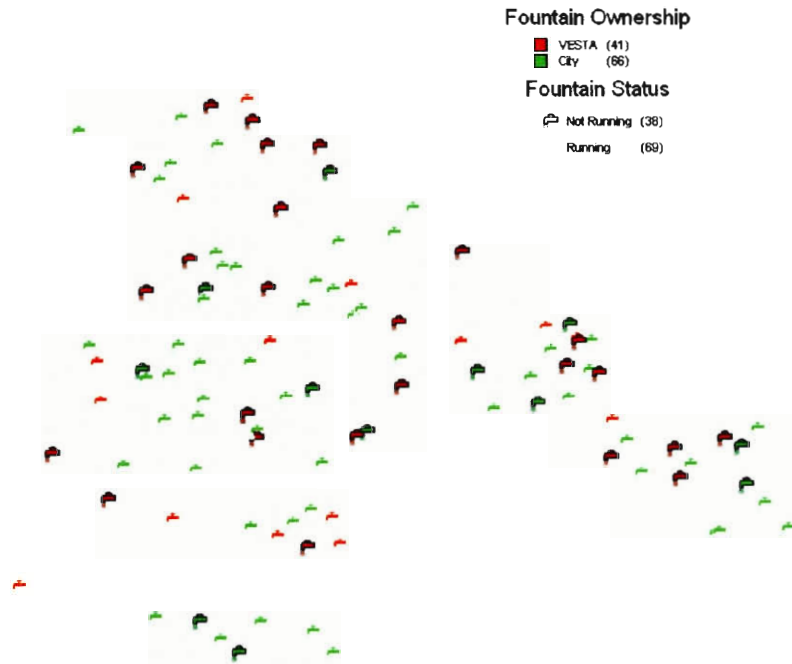 Fountain Ownership
VESTA (41)
City (66)
Fountain Status
Not Running (38)
Running (69)